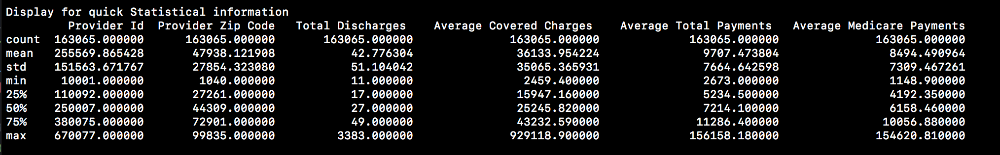 Display for quick Statistical information
Provider Id  Provider Zip Code   Total Discharges    Average Covered Charges    Average Total Payments   Average Medicare Payments
count  163065.000000      163065.000000       163065.000000              163065.000000             163065.000000              163065.000000
mean   255569.865428       47938.121908           42.776304               36133.954224               9707.473804                8494.490964
std    151563.671767       27854.323080           51.104042               35065.365931               7664.642598                7309.467261
min     10001.000000        1040.000000           11.000000                2459.400000               2673.000000                1148.900000
25%    110092.000000       27261.000000           17.000000               15947.160000               5234.500000                4192.350000
50%    250007.000000       44309.000000           27.000000               25245.820000               7214.100000                6158.460000
75%    380075.000000       72901.000000           49.000000               43232.590000              11286.400000               10056.880000
max    670077.000000       99835.000000         3383.000000              929118.900000             156158.180000              154620.810000